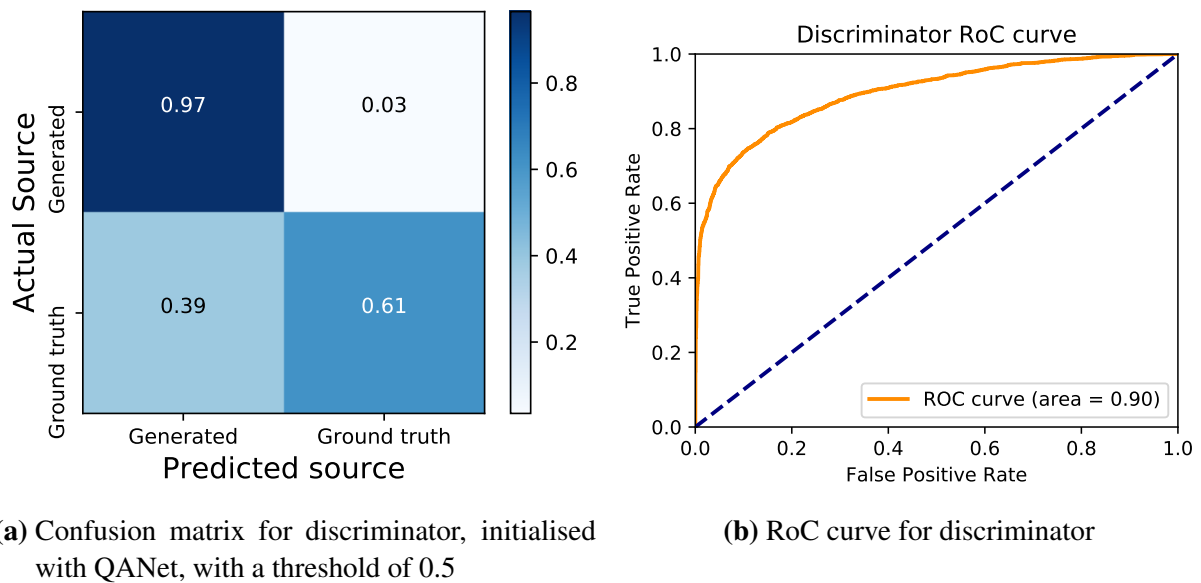 Actual Source
Generated
Ground truth
0.97
0.03
0.39
0.61
Generated
Ground truth
Predicted source
0.8
0.6
0.4
0.2
Discriminator RoC curve
True Positive Rate
1.0
0.8
0.6
0.4
0.2
0.0
0.0
0.2
0.4
0.6
0.8
1.0
False Positive Rate
ROC curve (area = 0.90)
(a) Confusion matrix for discriminator, initialised
with QANet, with a threshold of 0.5
(b) RoC curve for discriminator